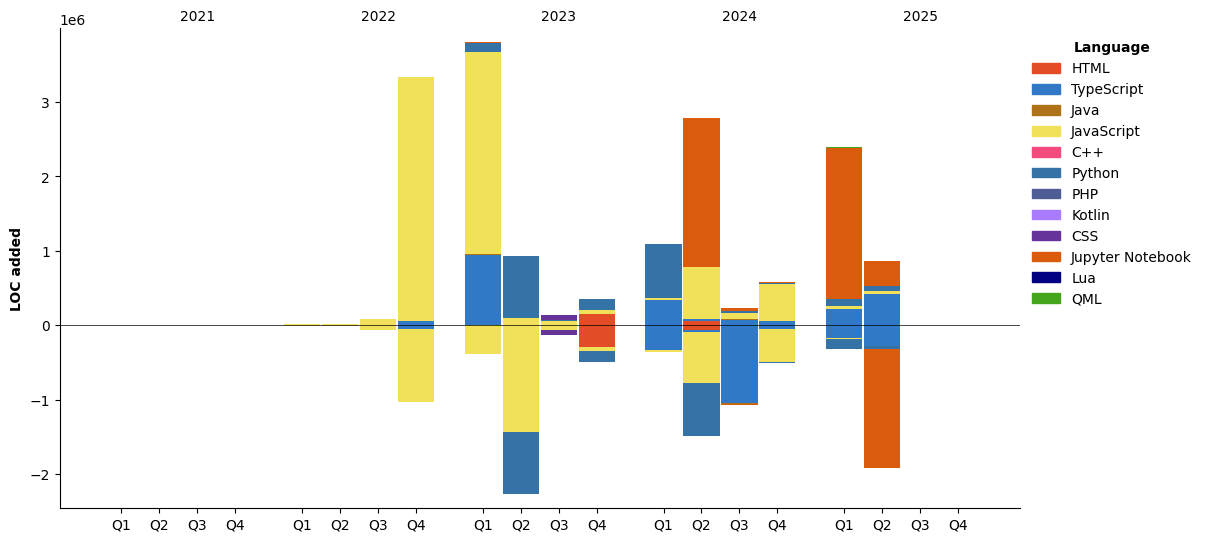 1e6
2021 2022 2023 2024 2025
LOC added
3
2
1
0
−1
−2
Q1 Q2 Q3 Q4 Q1 Q2 Q3 Q4 Q1 Q2 Q3 Q4 Q1 Q2 Q3 Q4 Q1 Q2 Q3 Q4
Language
HTML
TypeScript
Java
JavaScript
C++
Python
PHP
Kotlin
CSS
Jupyter Notebook
Lua
QML